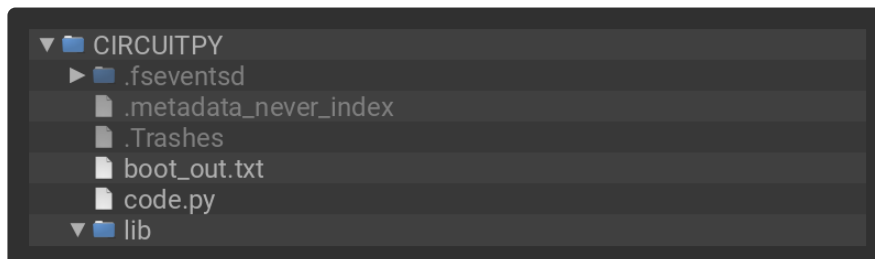 CIRCUITPY
.fseventsd
.metadata_never_index
.Trashes
boot_out.txt
code.py
lib